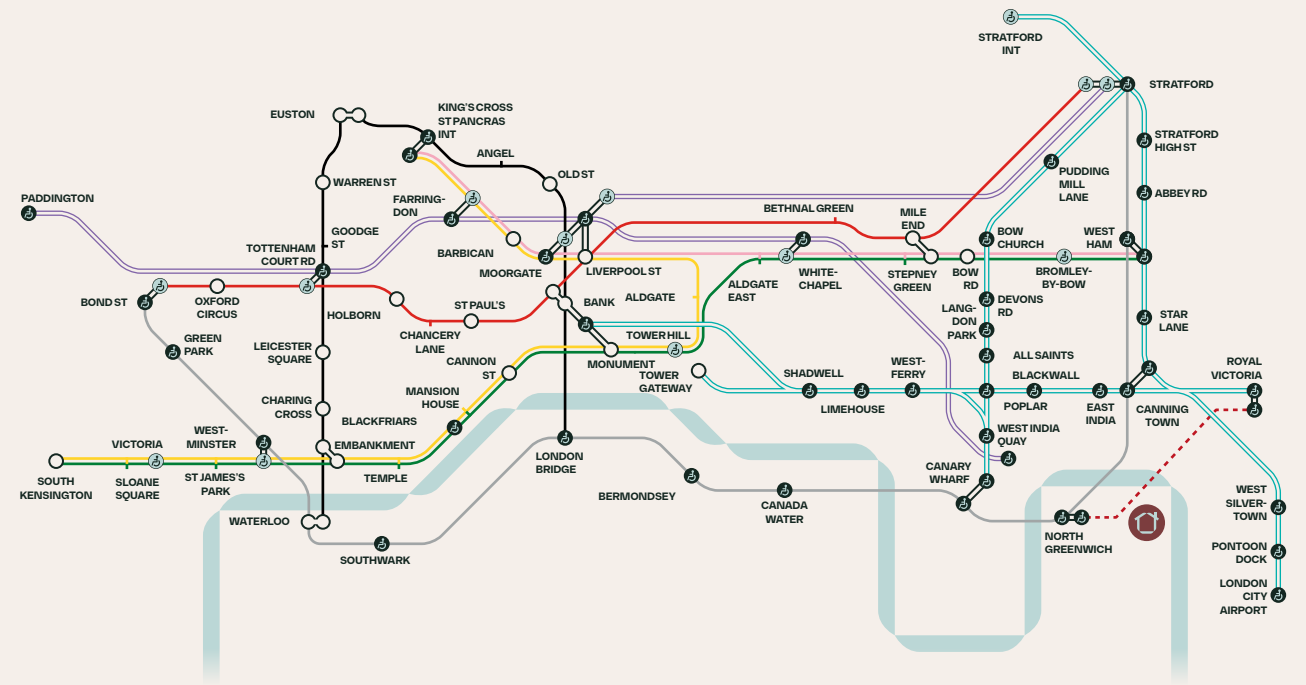 STRATFORD
INT
STRATFORD
EUSTON
KING'S CROSS
ST PANCRAS
INT
ANGEL
OLD ST
STRATFORD
HIGH ST
WARREN ST
PUDDING
MILL
LANE
ABBEY RD
PADDINGTON
FARRING-
DON
BETHNAL GREEN
MILE
END
GOODGE
ST
TOTTENHAM
COURT RD
BARBICAN
MOORGATE
LIVERPOOL ST
BOW
CHURCH
WEST
HAM
WHITE-
CHAPEL
STEPNEY
GREEN
BOW
RD
BROMLEY-
BY-BOW
BOND ST
OXFORD
CIRCUS
HOLBORN
CHANCERY
LANE
ST PAUL'S
BANK
ALDGATE
ALDGATE
EAST
LANG-
DON
PARK
DEVONS
RD
STAR
LANE
GREEN
PARK
LEICESTER
SQUARE
CANNON
ST
MONUMENT
TOWER HILL
TOWER
GATEWAY
SHADWELL
LIMEHOUSE
WEST-
FERRY
ALL SAINTS
BLACKWALL
POPLAR
EAST
INDIA
CANNING
TOWN
ROYAL
VICTORIA
CHARING
CROSS
MANSION
HOUSE
BLACKFRIARS
WEST-
MINSTER
EMBANKMENT
VICTORIA
SOUTH
KENSINGTON
SLOANE
SQUARE
ST JAMES'S
PARK
TEMPLE
LONDON
BRIDGE
WEST INDIA
QUAY
CANARY
WHARF
BERMONDSEY
CANADA
WATER
WATERLOO
SOUTHWARK
NORTH
GREENWICH
WEST
SILVER-
TOWN
PONTOON
DOCK
LONDON
CITY
AIRPORT